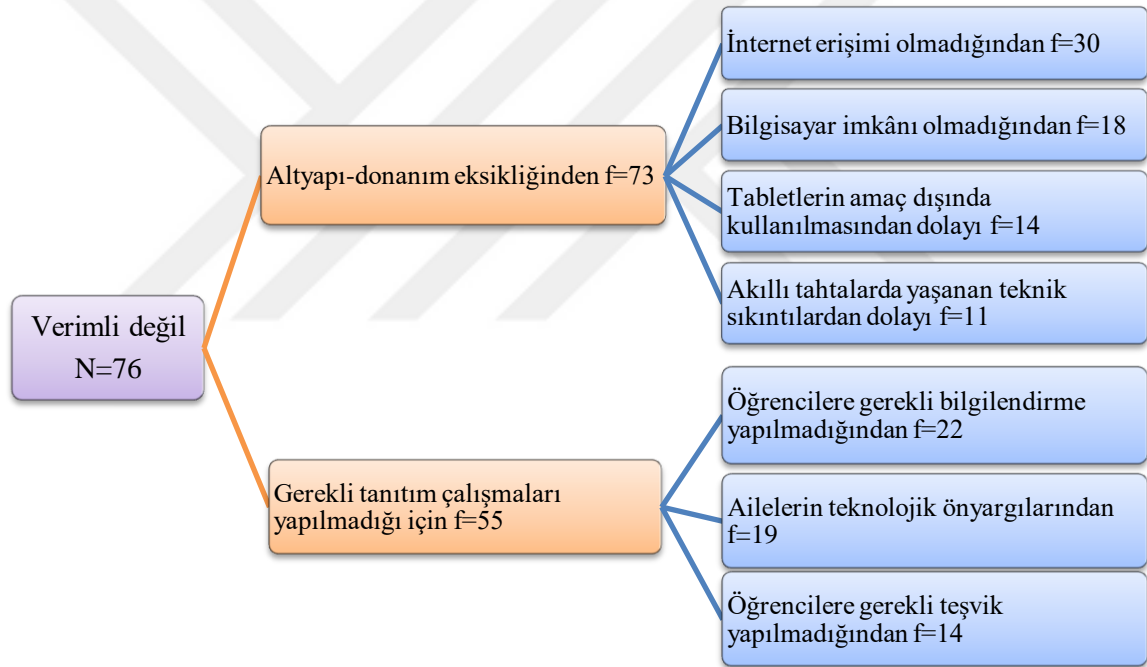 Verimli değil
N=76
Altyapı-donanım eksikliğinden f=73
İnternet erişimi olmadığından f=30
Bilgisayar imkânı olmadığından f=18
Tabletlerin amaç dışında
kullanılmasından dolayı f=14
Akıllı tahtalarda yaşanan teknik
sıkıntılardan dolayı f=11
Gerekli tanıtım çalışmaları
yapılmadığı için f=55
Öğrencilere gerekli bilgilendirme
yapılmadığından f=22
Ailelerin teknolojik önyargılarından
f=19
Öğrencilere gerekli teşvik
yapılmadığından f=14